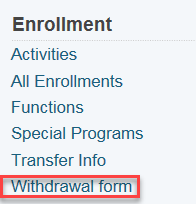 Enrollment
Activities
All Enrollments
Functions
Special Programs
Transfer Info
Withdrawal form